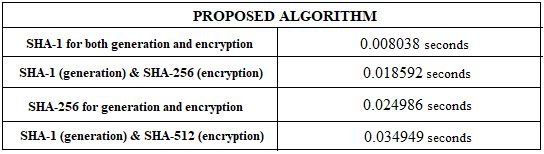 PROPOSED ALGORITHM
SHA-1 for both generation and encryption 0.008038 seconds
SHA-1 (generation) & SHA-256 (encryption) 0.018592 seconds
SHA-256 for generation and encryption 0.024986 seconds
SHA-1 (generation) & SHA-512 (encryption) 0.034949 seconds